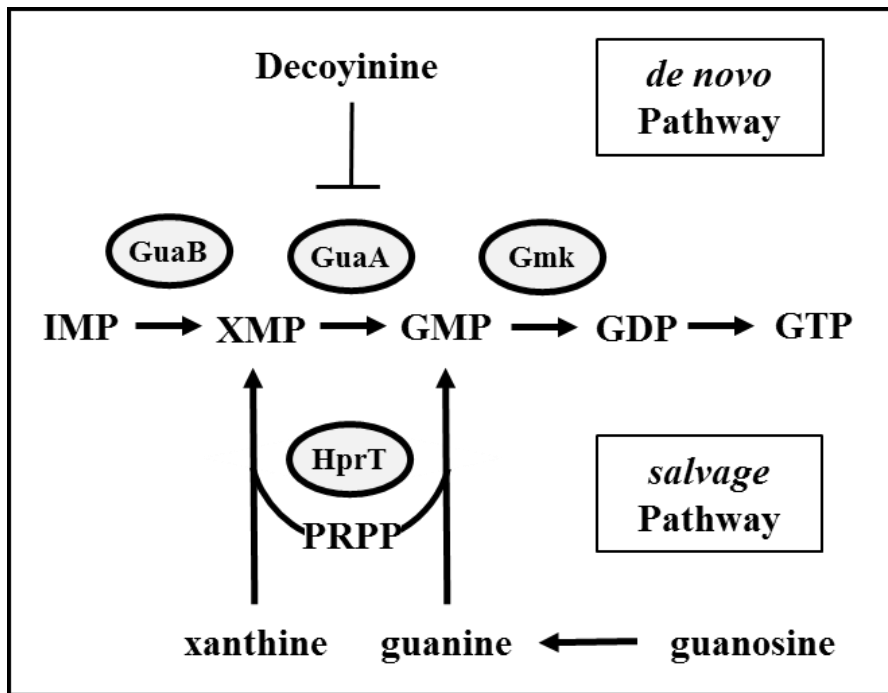 Decoyinine
de novo
Pathway
GuaB
GuaA
Gmk
IMP
XMP
GMP
GDP
GTP
HprT
PRPP
salvage
Pathway
xanthine
guanine
guanosine